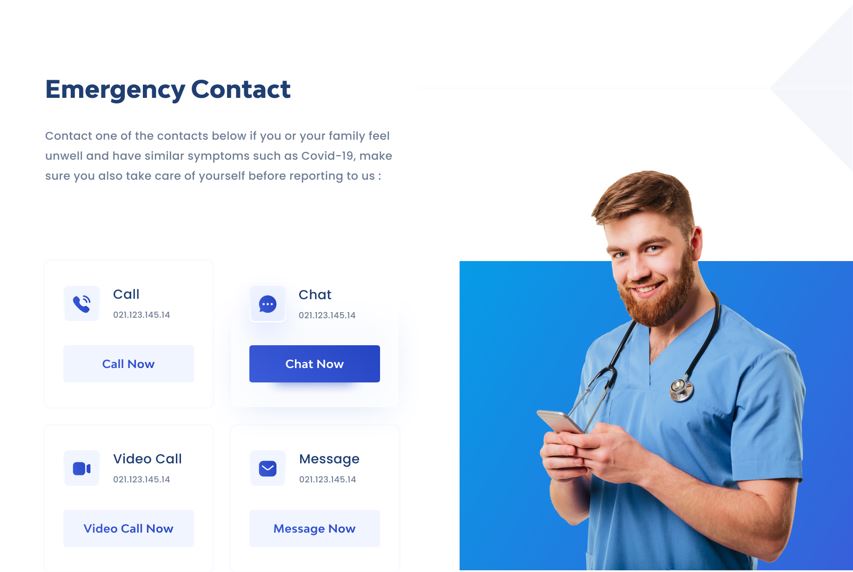 Emergency Contact
Contact one of the contacts below if you or your family feel
unwell and have similar symptoms such as Covid-19, make
sure you also take care of yourself before reporting to us :
Call
021.123.145.14
Call Now
Chat
021.123.145.14
Chat Now
Video Call
021.123.145.14
Video Call Now
Message
021.123.145.14
Message Now